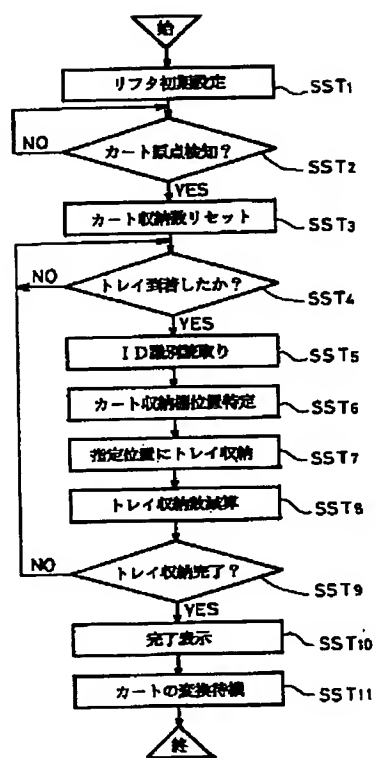 始
リフタ初期設定
SST1
カート原点検知?
NO
SST2
YES
カート収納数リセット
SST3
トレイ到着したか?
NO
SST4
YES
ID識別読取り
SST5
カート収納棚位置特定
SST6
指定位置にトレイ収納
SST7
トレイ収納数減算
SST8
トレイ収納完了?
NO
SST9
YES
完了表示
SST10
カートの変換待機
SST11
終